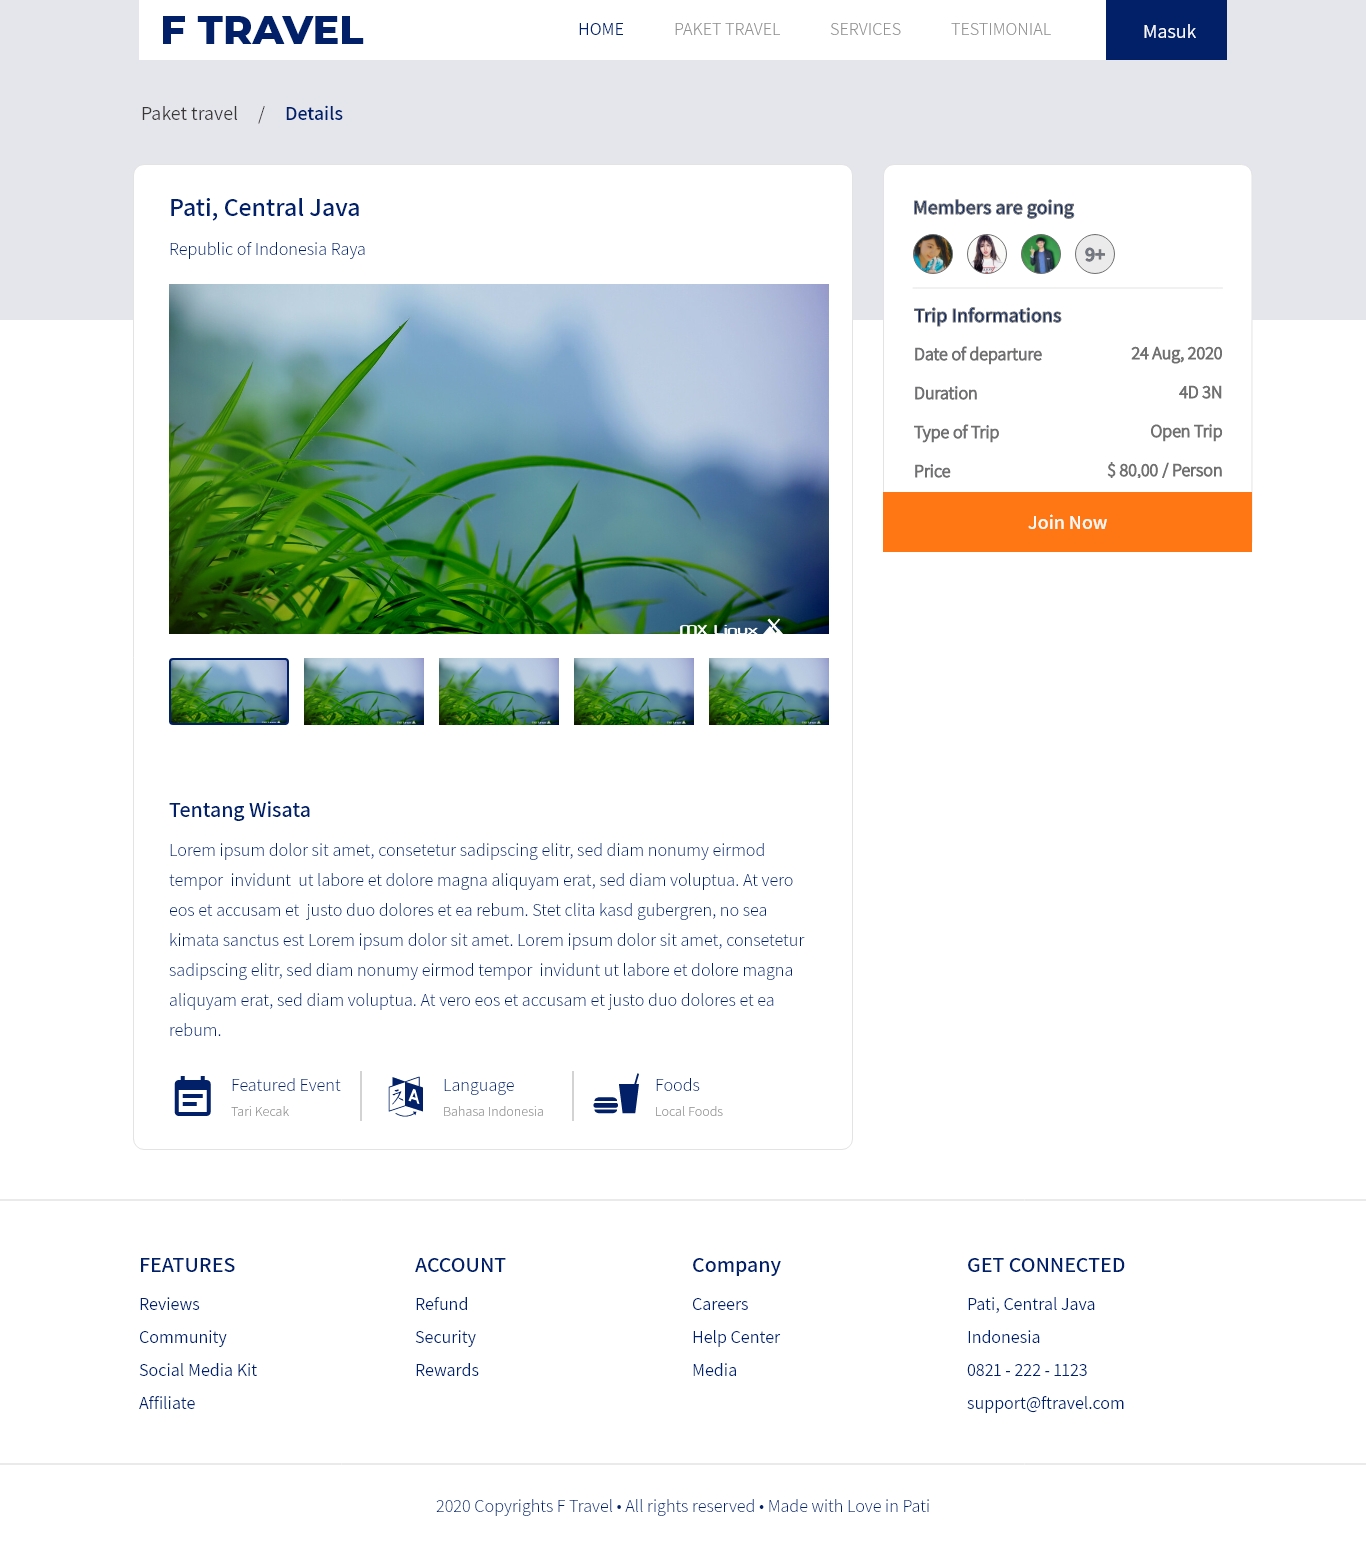 F TRAVEL
HOME
PAKET TRAVEL
SERVICES
TESTIMONIAL
Masuk
Paket travel / Details
Pati, Central Java
Republic of Indonesia Raya
MX Linux
Tentang Wisata
Lorem ipsum dolor sit amet, consetetur sadipscing elitr, sed diam nonumy eirmod
tempor invidunt ut labore et dolore magna aliquyam erat, sed diam voluptua. At vero
eos et accusam et justo duo dolores et ea rebum. Stet clita kasd gubergren, no sea
kimata sanctus est Lorem ipsum dolor sit amet. Lorem ipsum dolor sit amet, consetetur
sadipscing elitr, sed diam nonumy eirmod tempor invidunt ut labore et dolore magna
aliquyam erat, sed diam voluptua. At vero eos et accusam et justo duo dolores et ea
rebum.
Featured Event
Tari Kecak
Language
Bahasa Indonesia
Foods
Local Foods
Members are going
9+
Trip Informations
Date of departure 24 Aug, 2020
Duration 4D 3N
Type of Trip Open Trip
Price $ 80,00 / Person
Join Now
FEATURES
Reviews
Community
Social Media Kit
Affiliate
ACCOUNT
Refund
Security
Rewards
Company
Careers
Help Center
Media
GET CONNECTED
Pati, Central Java
Indonesia
0821 - 222 - 1123
support@ftravel.com
2020 Copyrights F Travel • All rights reserved • Made with Love in Pati